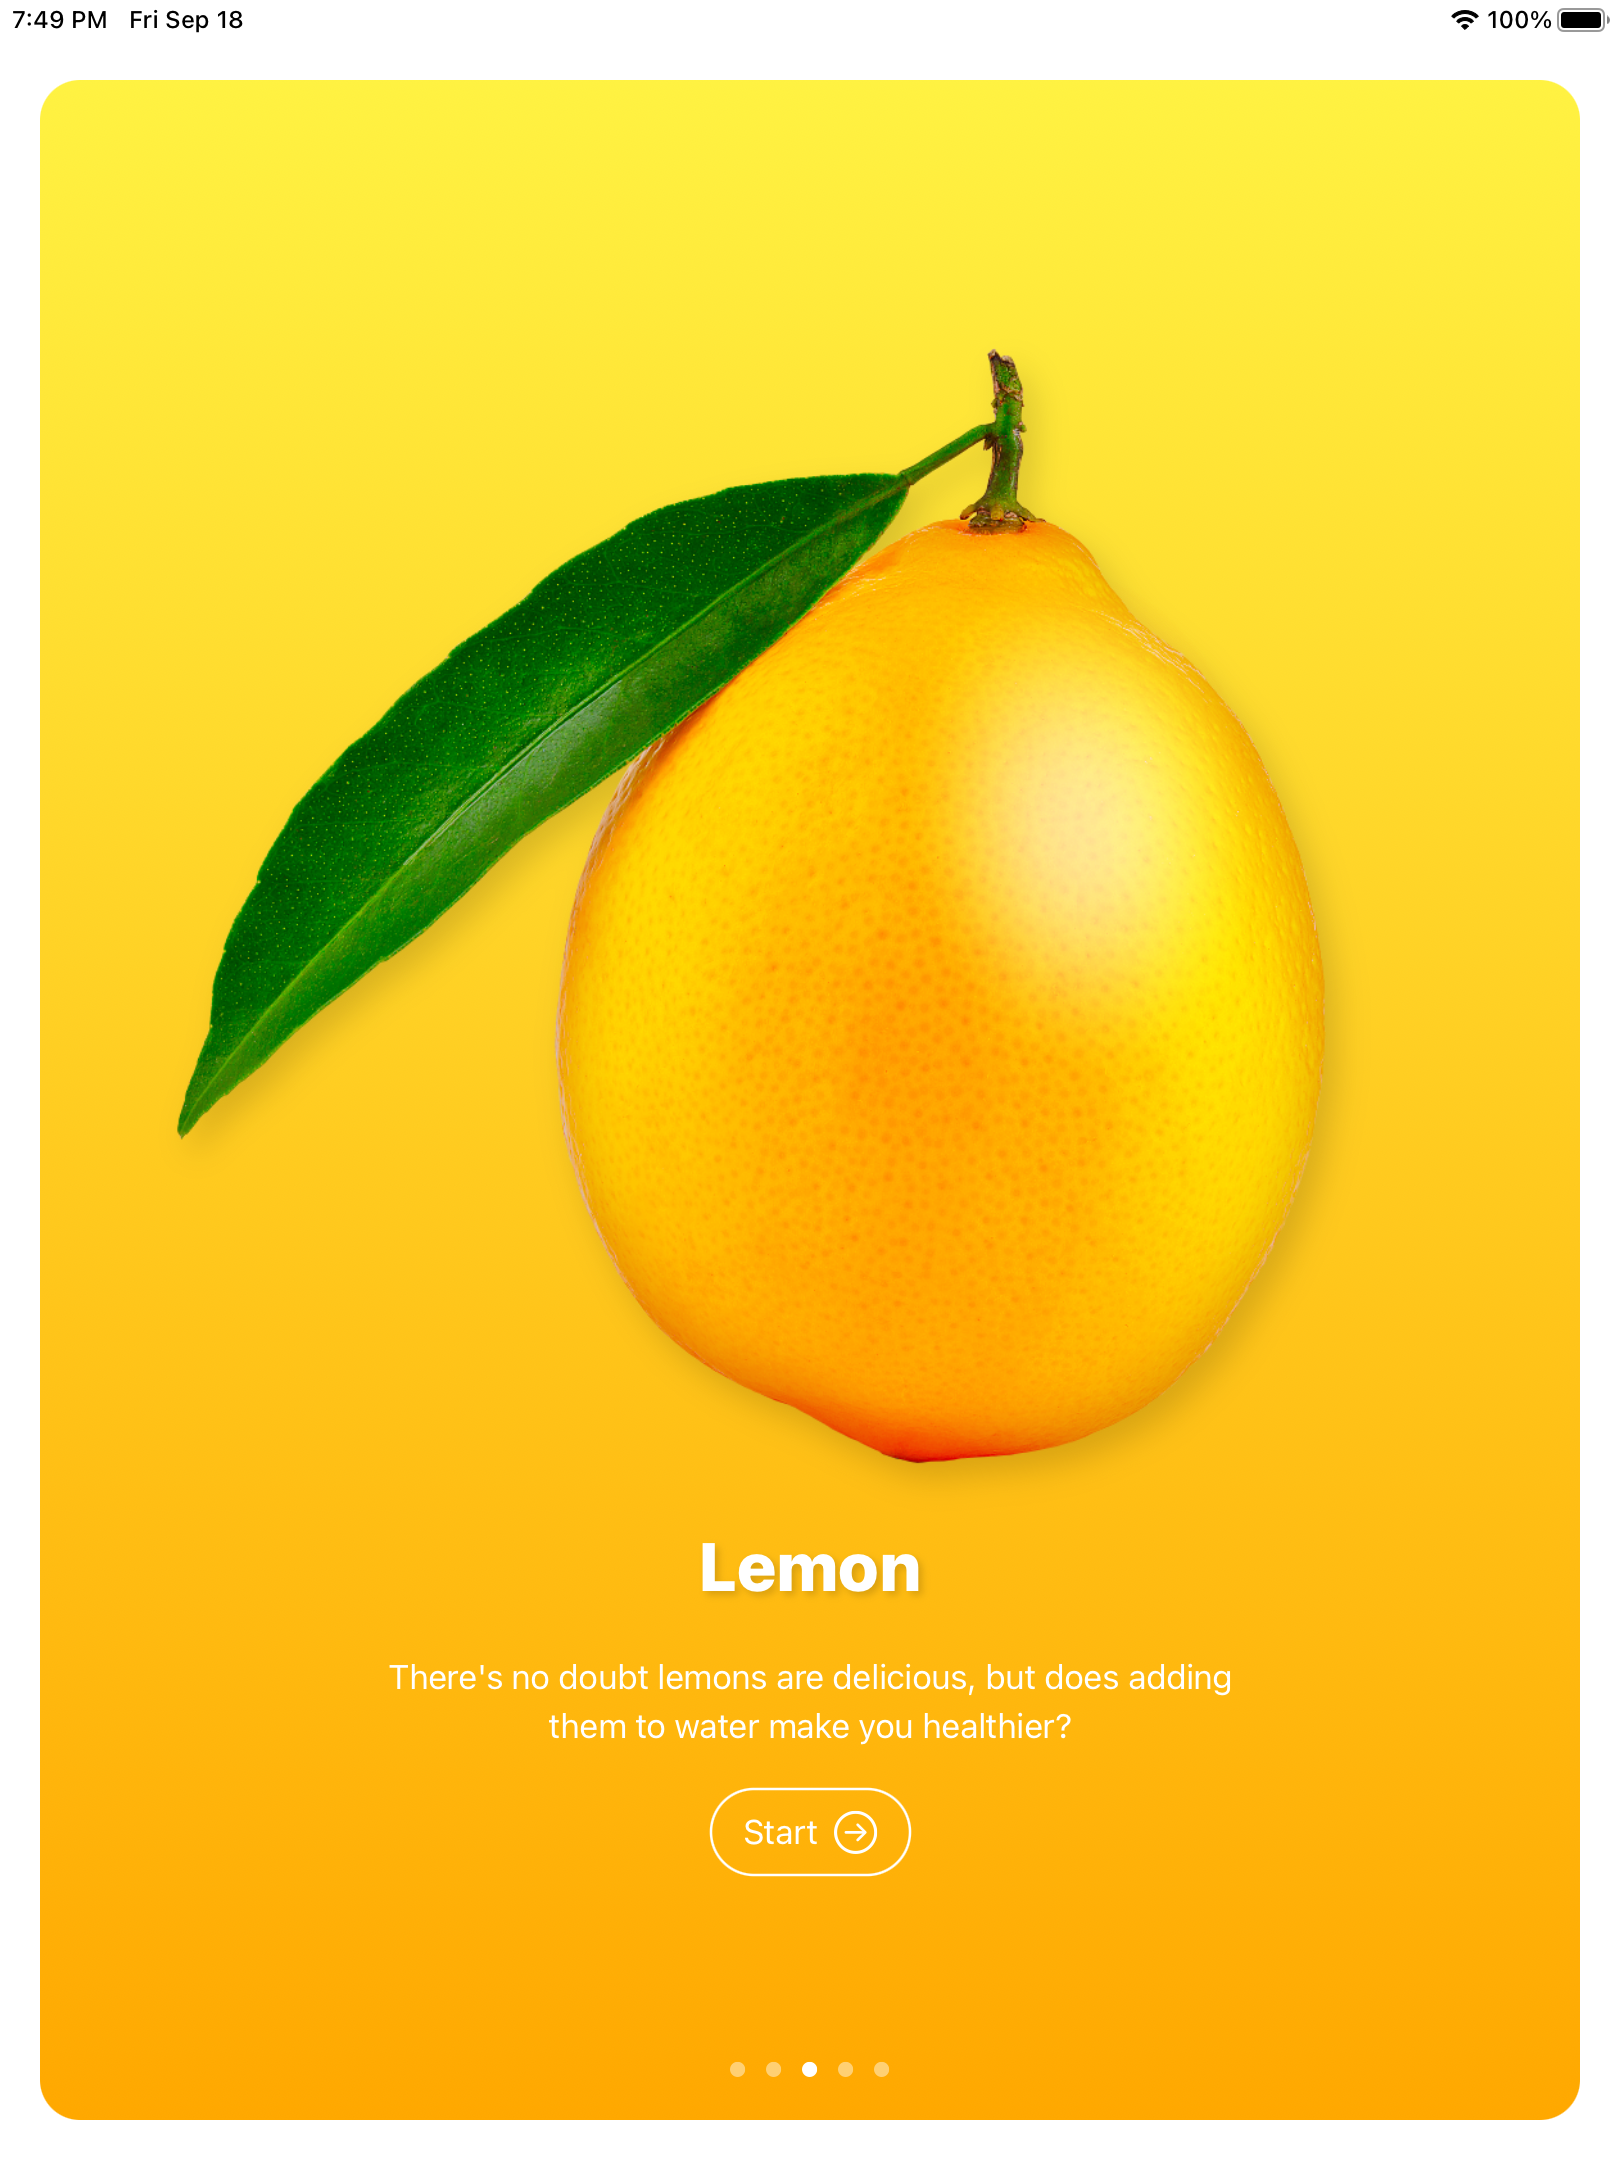 7:49 PM Fri Sep 18 100%
Lemon
There's no doubt lemons are delicious, but does adding
them to water make you healthier?
Start